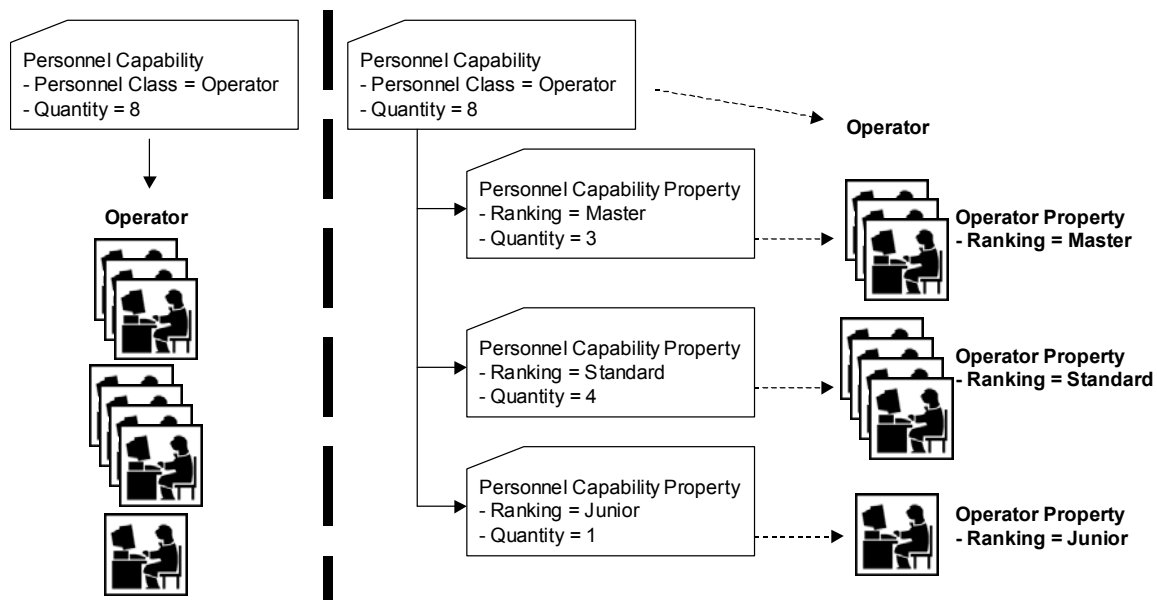 Personnel Capability
- Personnel Class = Operator
- Quantity = 8
Operator
Personnel Capability
- Personnel Class = Operator
- Quantity = 8
Operator
Personnel Capability Property
- Ranking = Master
- Quantity = 3
Operator Property
- Ranking = Master
Personnel Capability Property
- Ranking = Standard
- Quantity = 4
Operator Property
- Ranking = Standard
Personnel Capability Property
- Ranking = Junior
- Quantity = 1
Operator Property
- Ranking = Junior